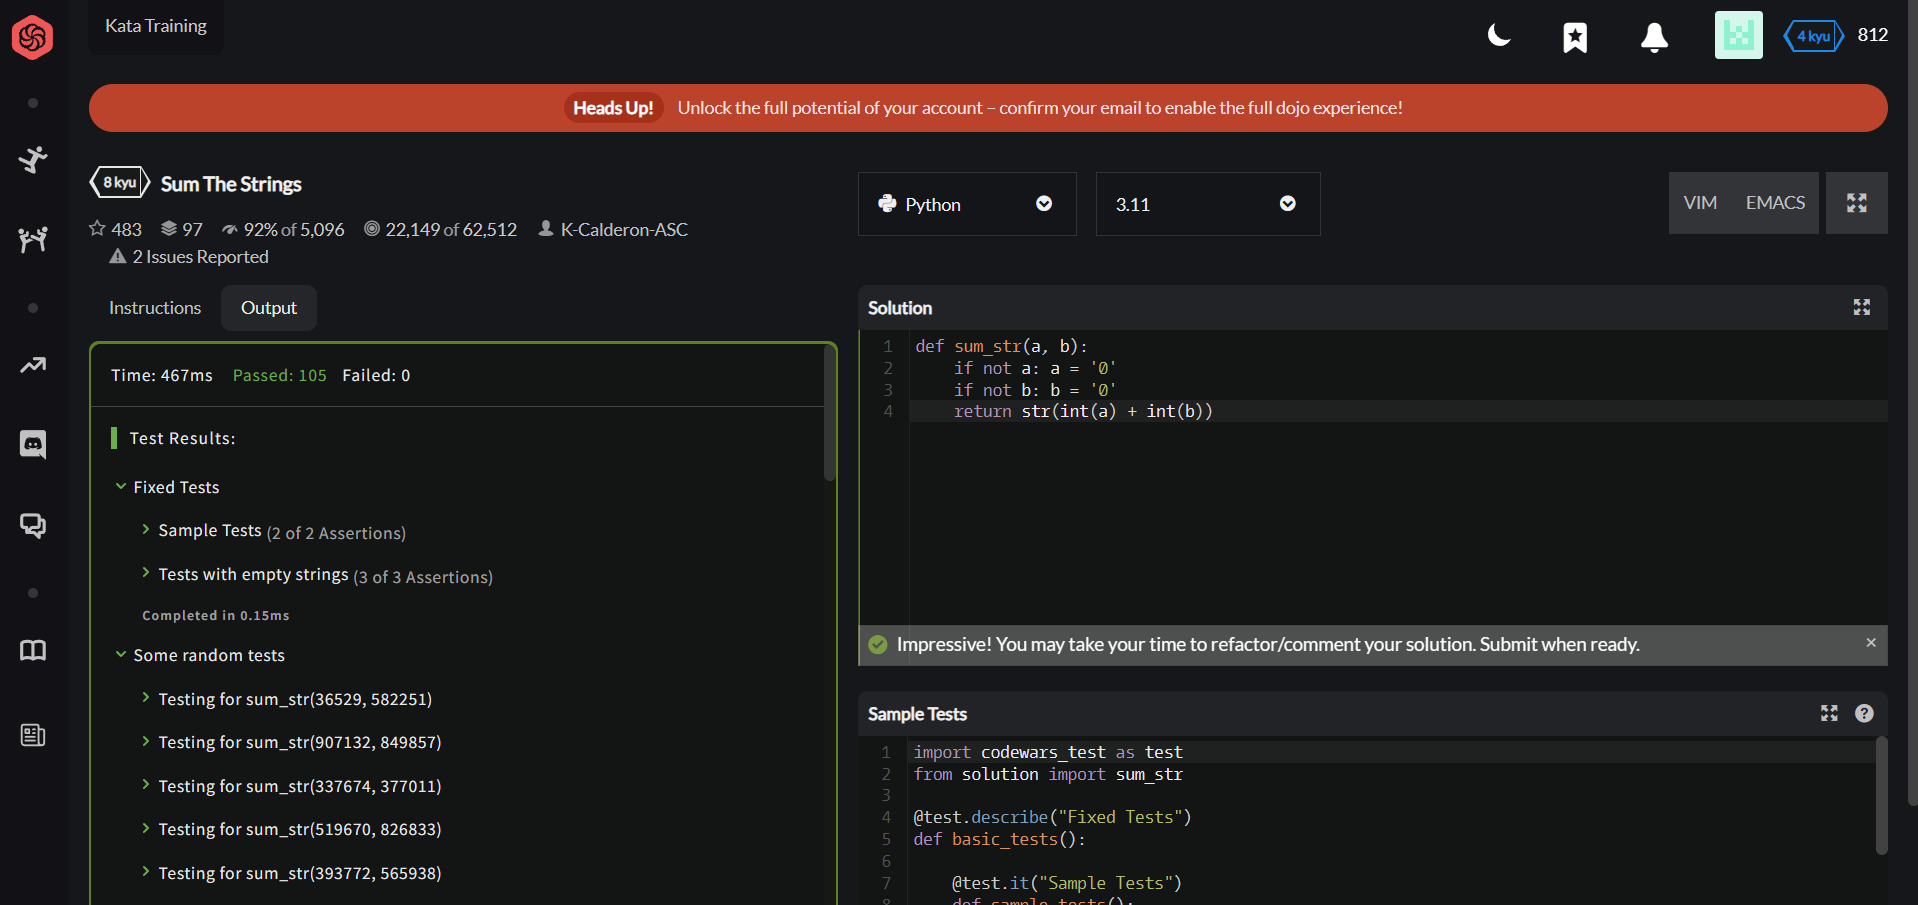 Kata Training
4 kyu 812
Heads Up! Unlock the full potential of your account – confirm your email to enable the full dojo experience!
8 kyu Sum The Strings
483 97 92% of 5,096 22,149 of 62,512 K-Calderon-ASC
2 Issues Reported
Python 3.11 VIM EMACS
Instructions Output
Time: 467ms Passed: 105 Failed: 0
Test Results:
Fixed Tests
Sample Tests (2 of 2 Assertions)
Tests with empty strings (3 of 3 Assertions)
Completed in 0.15ms
Some random tests
Testing for sum_str(36529, 582251)
Testing for sum_str(907132, 849857)
Testing for sum_str(337674, 377011)
Testing for sum_str(519670, 826833)
Testing for sum_str(393772, 565938)
Solution
1 def sum_str(a, b):
2     if not a: a = '0'
3     if not b: b = '0'
4     return str(int(a) + int(b))
Impressive! You may take your time to refactor/comment your solution. Submit when ready. ×
Sample Tests ?
1 import codewars_test as test
2 from solution import sum_str
3
4 @test.describe("Fixed Tests")
5 def basic_tests():
6
7     @test.it("Sample Tests")
8     def sample_tests():